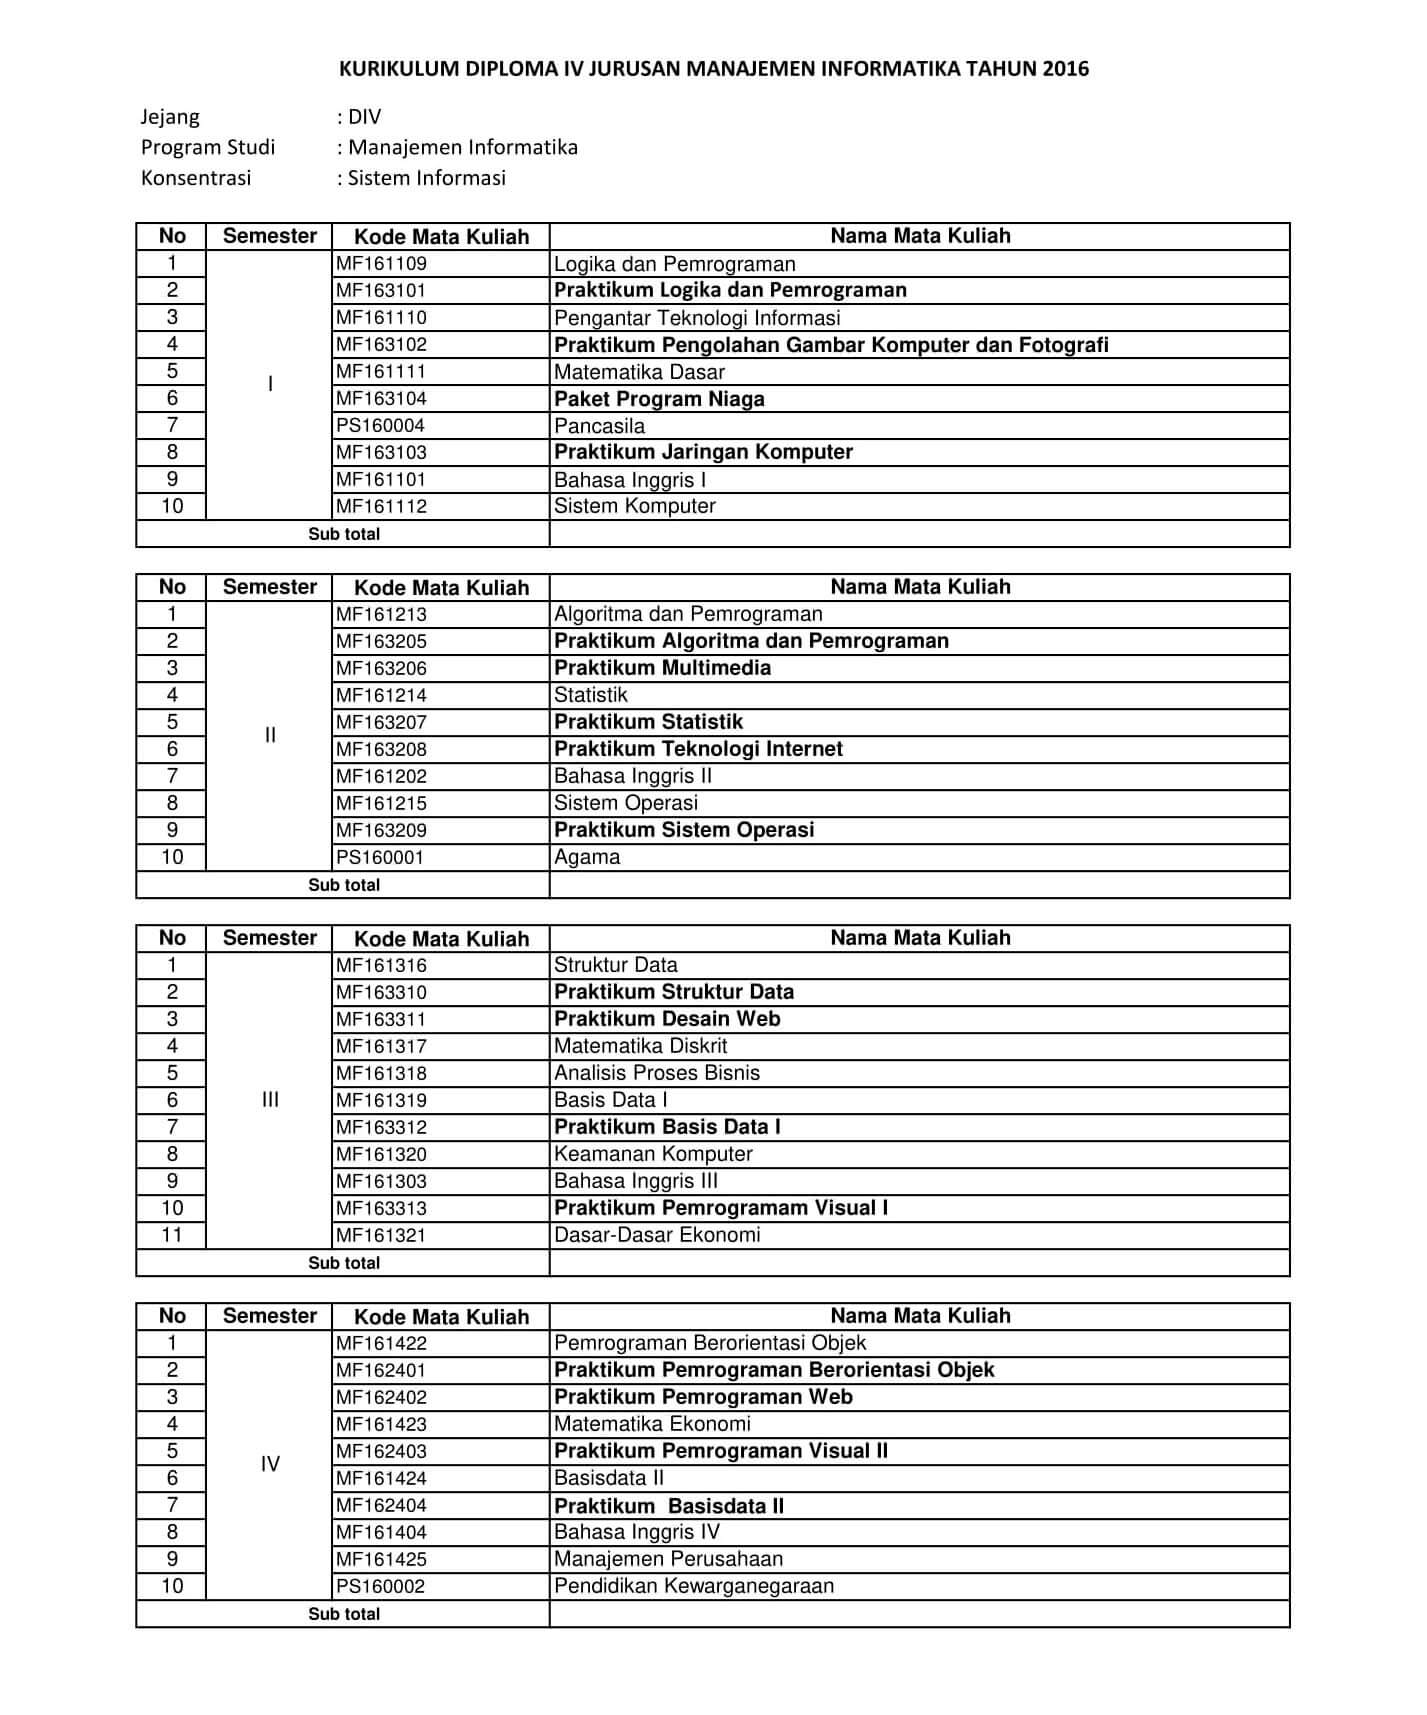 KURIKULUM DIPLOMA IV JURUSAN MANAJEMEN INFORMATIKA TAHUN 2016
Jejang : DIV
Program Studi : Manajemen Informatika
Konsentrasi : Sistem Informasi
No Semester Kode Mata Kuliah Nama Mata Kuliah
1 MF161109 Logika dan Pemrograman
2 MF163101 Praktikum Logika dan Pemrograman
3 MF161110 Pengantar Teknologi Informasi
4 MF163102 Praktikum Pengolahan Gambar Komputer dan Fotografi
5 I MF161111 Matematika Dasar
6 MF163104 Paket Program Niaga
7 PS160004 Pancasila
8 MF163103 Praktikum Jaringan Komputer
9 MF161101 Bahasa Inggris I
10 MF161112 Sistem Komputer
Sub total
No Semester Kode Mata Kuliah Nama Mata Kuliah
1 MF161213 Algoritma dan Pemrograman
2 MF163205 Praktikum Algoritma dan Pemrograman
3 MF163206 Praktikum Multimedia
4 MF161214 Statistik
5 II MF163207 Praktikum Statistik
6 MF163208 Praktikum Teknologi Internet
7 MF161202 Bahasa Inggris II
8 MF161215 Sistem Operasi
9 MF163209 Praktikum Sistem Operasi
10 PS160001 Agama
Sub total
No Semester Kode Mata Kuliah Nama Mata Kuliah
1 MF161316 Struktur Data
2 MF163310 Praktikum Struktur Data
3 MF163311 Praktikum Desain Web
4 MF161317 Matematika Diskrit
5 MF161318 Analisis Proses Bisnis
6 III MF161319 Basis Data I
7 MF163312 Praktikum Basis Data I
8 MF161320 Keamanan Komputer
9 MF161303 Bahasa Inggris III
10 MF163313 Praktikum Pemrogramam Visual I
11 MF161321 Dasar-Dasar Ekonomi
Sub total
No Semester Kode Mata Kuliah Nama Mata Kuliah
1 MF161422 Pemrograman Berorientasi Objek
2 MF162401 Praktikum Pemrograman Berorientasi Objek
3 MF162402 Praktikum Pemrograman Web
4 MF161423 Matematika Ekonomi
5 IV MF162403 Praktikum Pemrograman Visual II
6 MF161424 Basisdata II
7 MF162404 Praktikum  Basisdata II
8 MF161404 Bahasa Inggris IV
9 MF161425 Manajemen Perusahaan
10 PS160002 Pendidikan Kewarganegaraan
Sub total